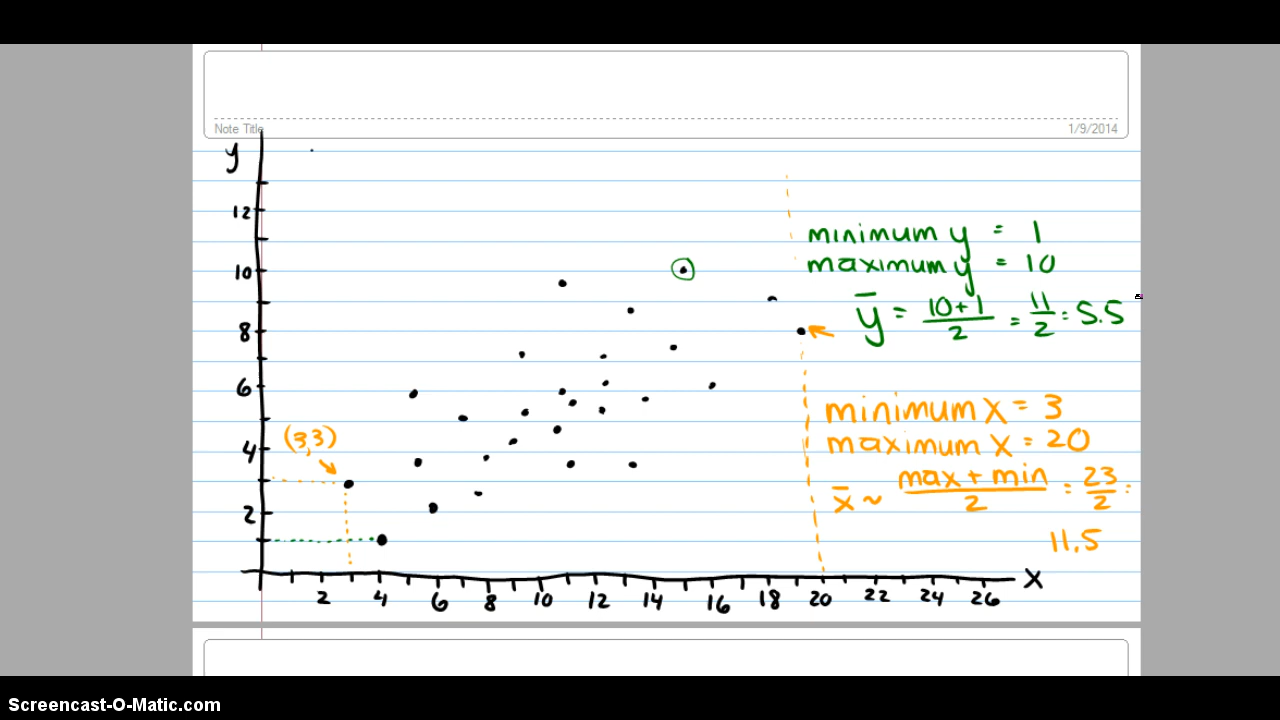 Note Title
1/9/2014
y
12
10
8
6
4
2
(3,3)
minimum y = 1
maximum y = 10
y̅ = 10+1/2 = 11/2 = 5.5
minimum x = 3
maximum x = 20
x̅ ~ max + min/2 = 23/2 =
11.5
2 4 6 8 10 12 14 16 18 20 22 24 26 x
Screencast-O-Matic.com